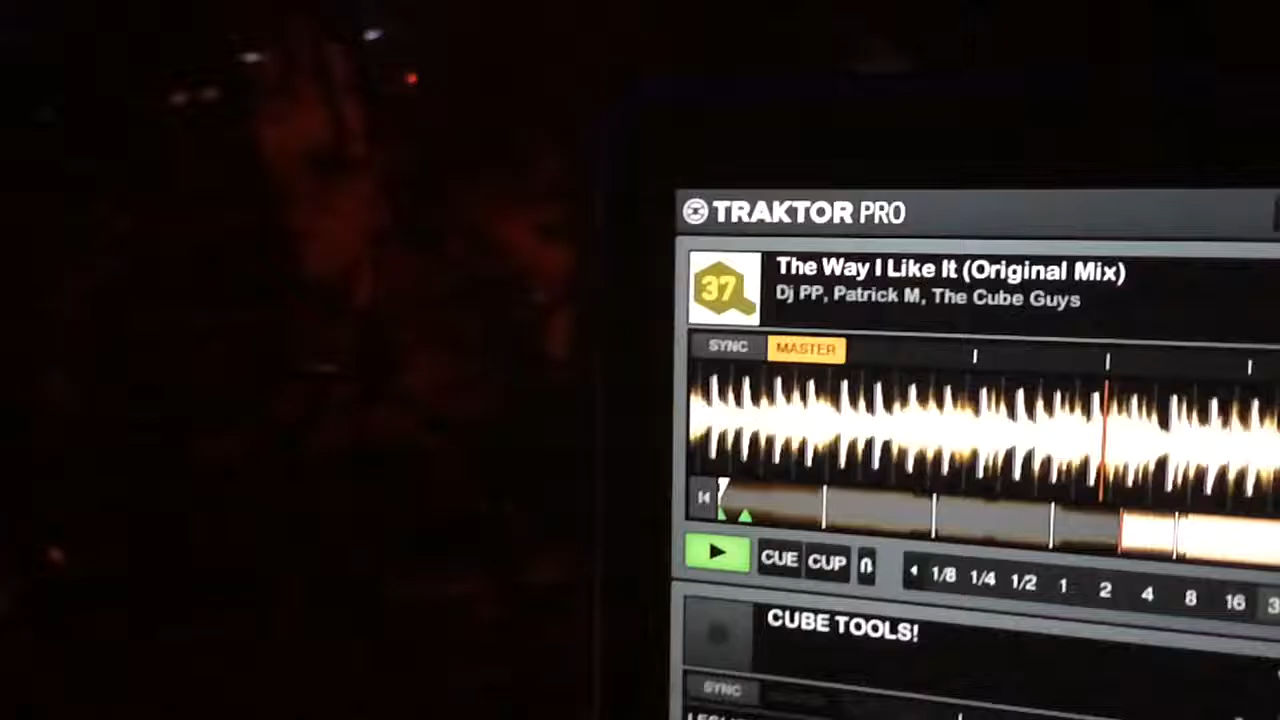 TRAKTOR PRO
37
The Way I Like It (Original Mix)
Dj PP, Patrick M, The Cube Guys
SYNC MASTER
CUE CUP
1/8 1/4 1/2 1 2 4 8 16
CUBE TOOLS!
SYNC